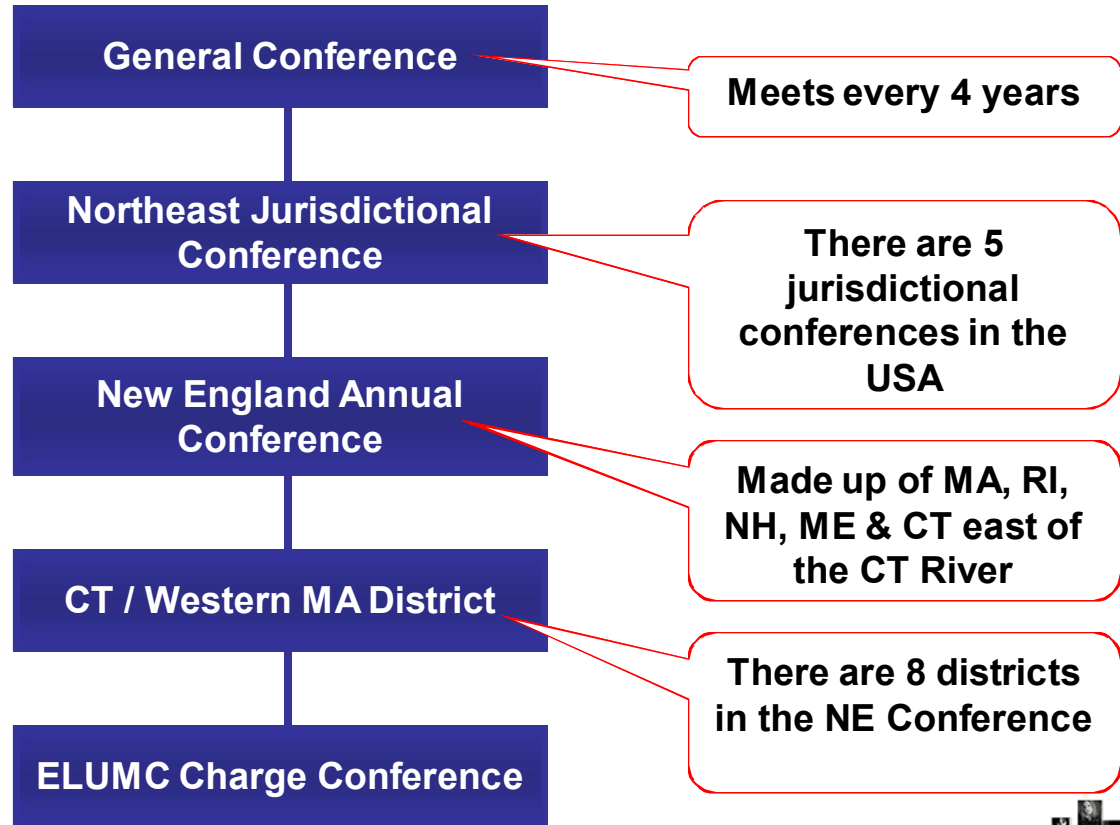 General Conference
Meets every 4 years
Northeast Jurisdictional
Conference
There are 5
jurisdictional
conferences in the
USA
New England Annual
Conference
Made up of MA, RI,
NH, ME & CT east of
the CT River
CT / Western MA District
There are 8 districts
in the NE Conference
ELUMC Charge Conference